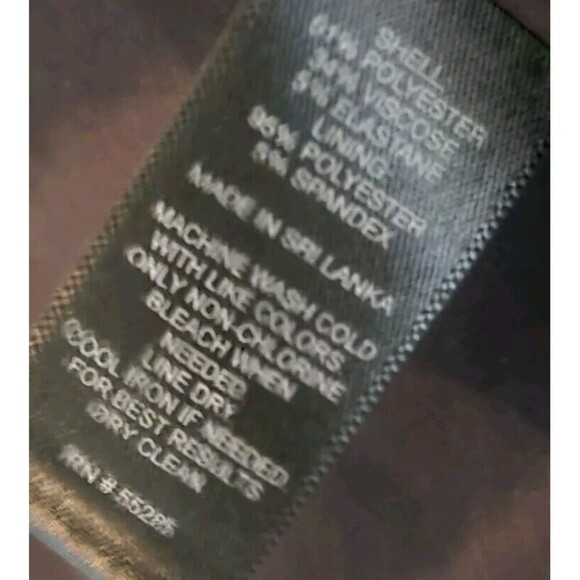 SHELL
61% POLYESTER
34% VISCOSE
5% ELASTANE
LINING
95% POLYESTER
5% SPANDEX
MADE IN SRI LANKA
MACHINE WASH COLD
WITH LIKE COLORS
ONLY NON-CHLORINE
BLEACH WHEN
NEEDED
LINE DRY
COOL IRON IF NEEDED
FOR BEST RESULTS
DRY CLEAN
RN # 55285